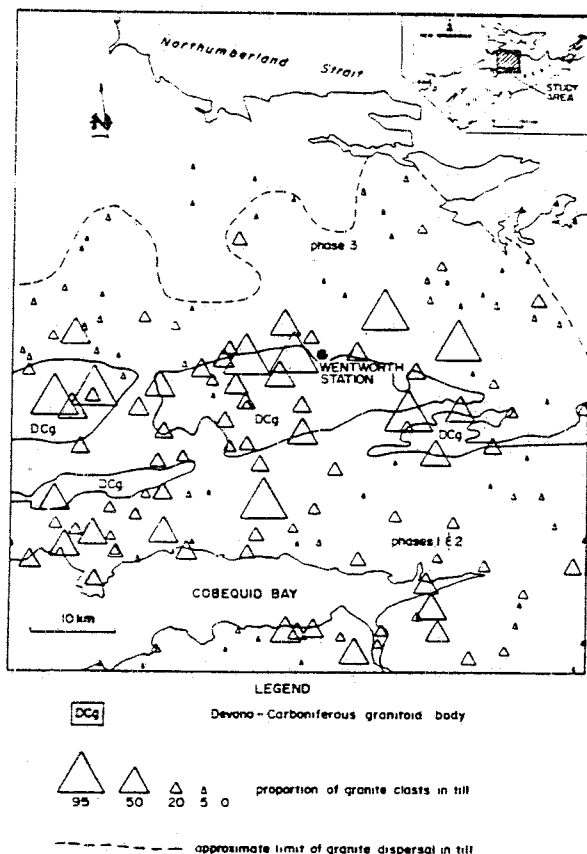 Northumberland
Strait
STUDY
AREA
N
phase 3
WENTWORTH
STATION
DCg
DCg
DCg
DCg
phases 1 & 2
COBEQUID BAY
10 km
LEGEND
DCg Devono-Carboniferous granitoid body
95 50 20 5 0 proportion of granite clasts in till
approximate limit of granite dispersal in till